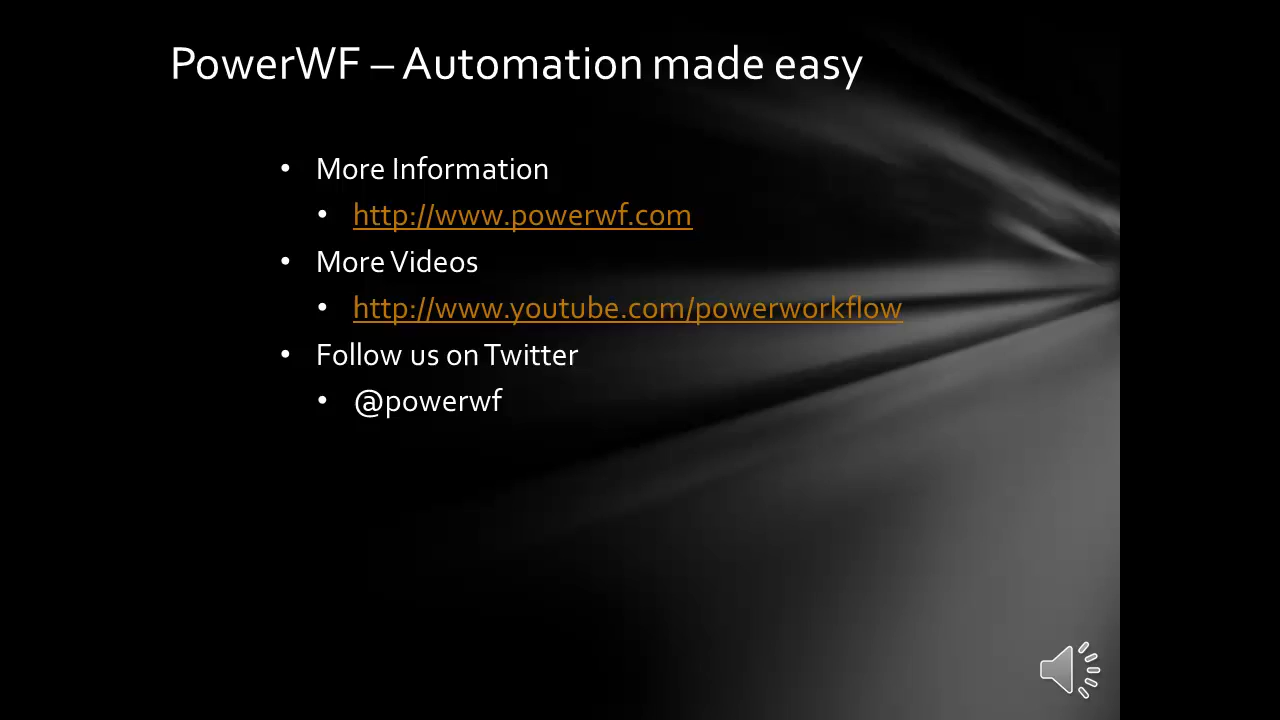 PowerWF – Automation made easy
• More Information
• http://www.powerwf.com
• More Videos
• http://www.youtube.com/powerworkflow
• Follow us on Twitter
• @powerwf